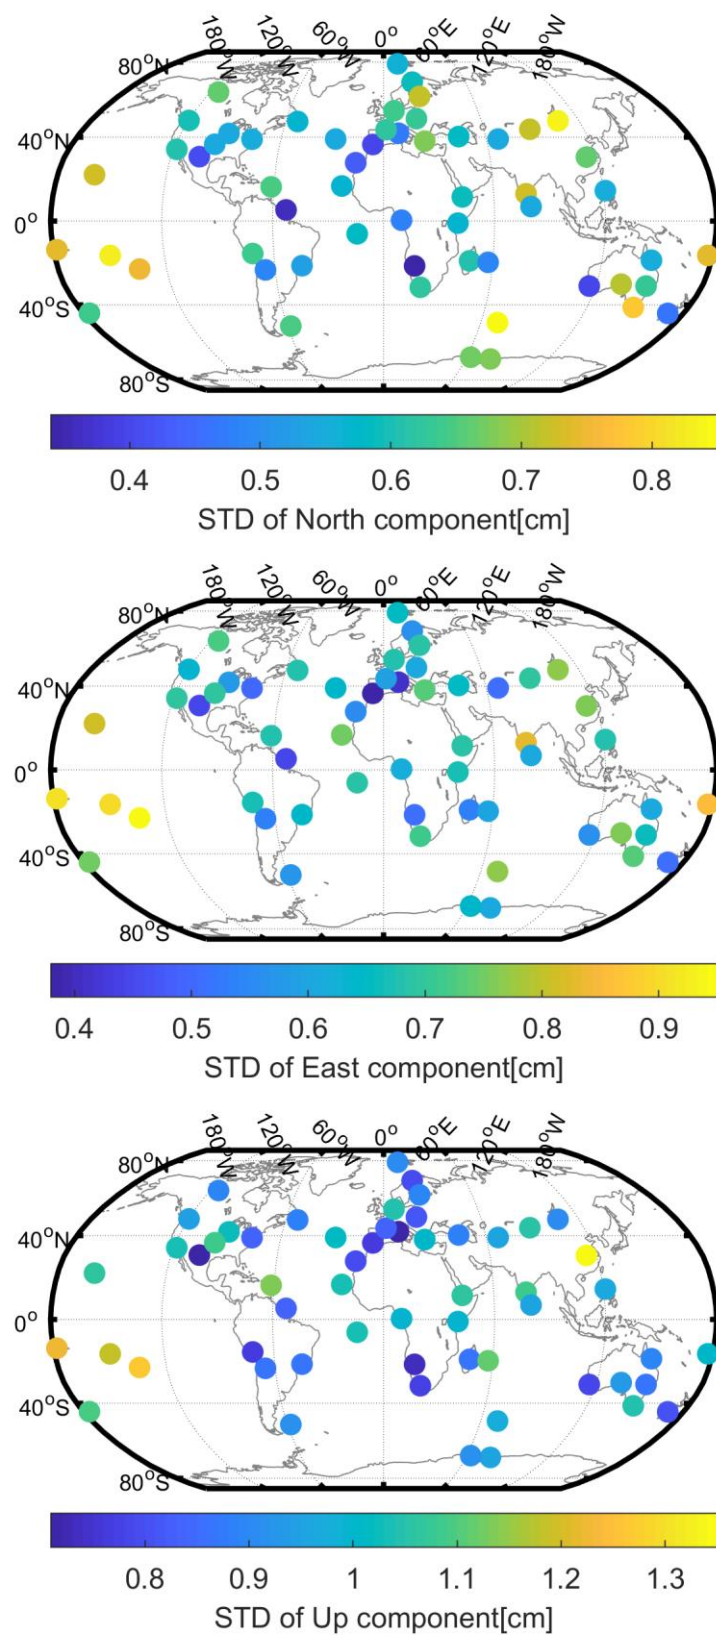 180°W 120°W 60°W 0° 60°E 120°E 180°W
80°N
40°N
0°
40°S
80°S
0.4 0.5 0.6 0.7 0.8
STD of North component[cm]
180°W 120°W 60°W 0° 60°E 120°E 180°W
80°N
40°N
0°
40°S
80°S
0.4 0.5 0.6 0.7 0.8 0.9
STD of East component[cm]
180°W 120°W 60°W 0° 60°E 120°E 180°W
80°N
40°N
0°
40°S
80°S
0.8 0.9 1 1.1 1.2 1.3
STD of Up component[cm]